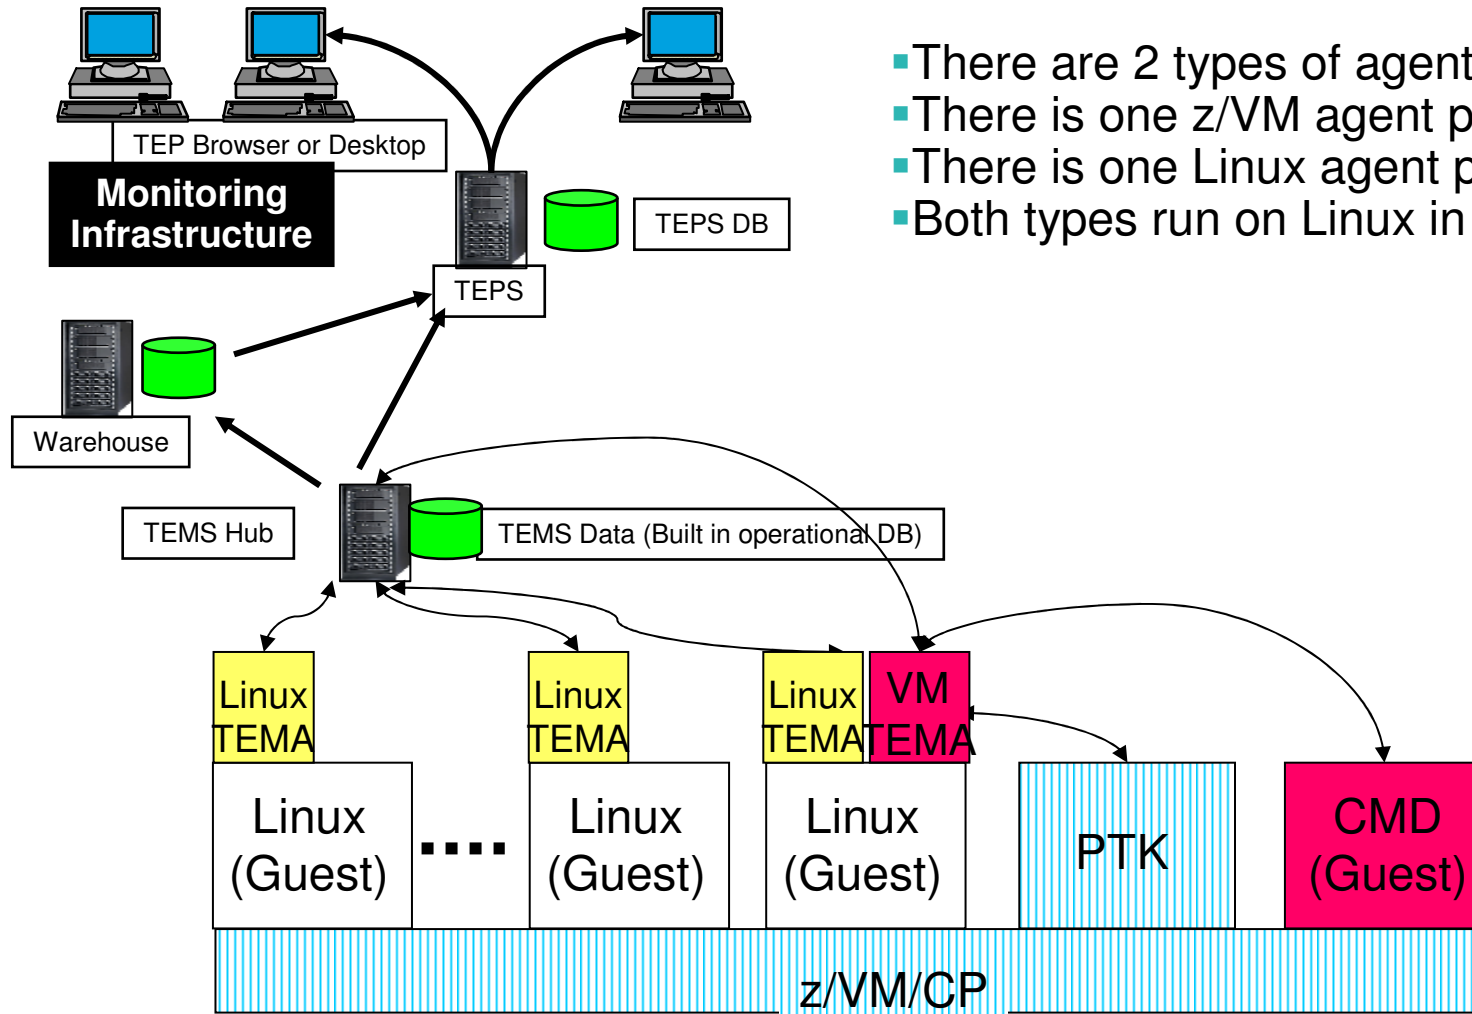 ▪There are 2 types of agent
▪There is one z/VM agent p
▪There is one Linux agent p
▪Both types run on Linux in
TEP Browser or Desktop
Monitoring
Infrastructure
TEPS DB
TEPS
Warehouse
TEMS Hub
TEMS Data (Built in operational DB)
Linux
TEMA
Linux
TEMA
Linux
TEMA
VM
TEMA
Linux
(Guest)
....
Linux
(Guest)
Linux
(Guest)
PTK
CMD
(Guest)
z/VM/CP